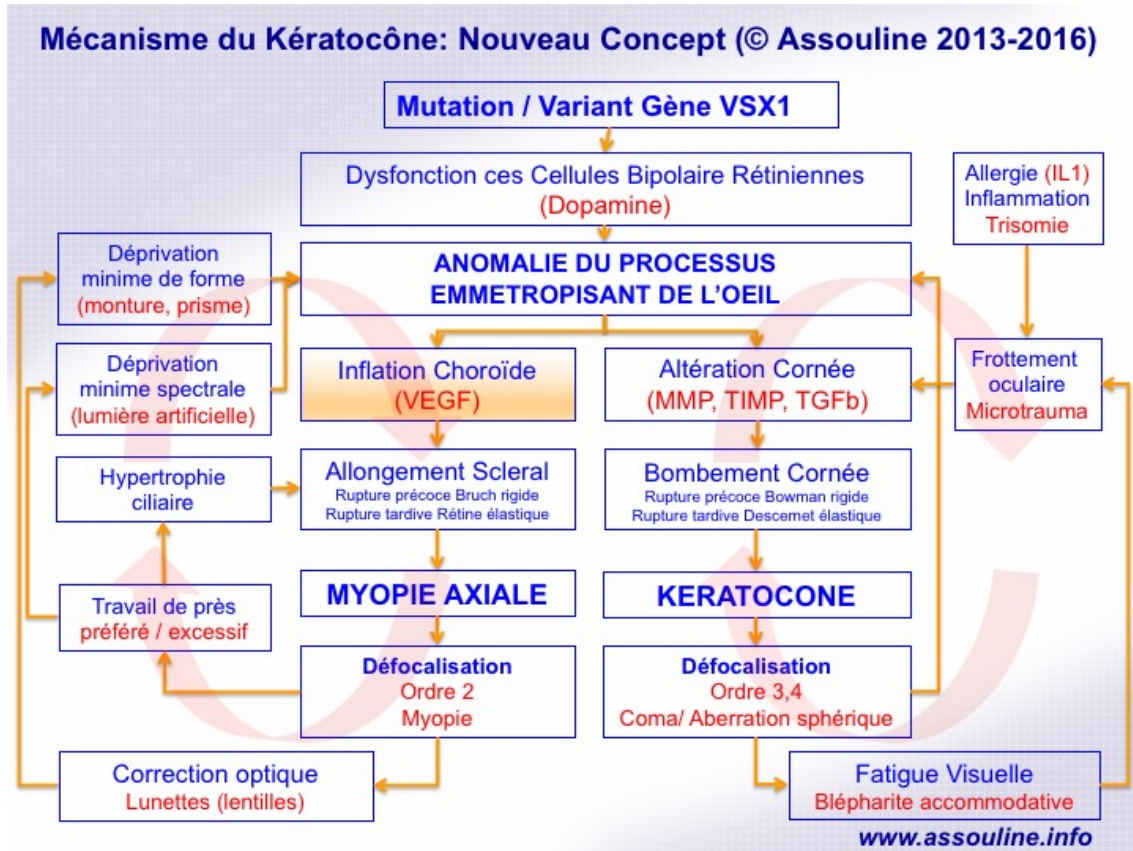 Mécanisme du Kératocône: Nouveau Concept (© Assouline 2013-2016)
Mutation / Variant Gène VSX1
Dysfonction ces Cellules Bipolaire Rétiniennes
(Dopamine)
Allergie (IL1)
Inflammation
Trisomie
Déprivation
minime de forme
(monture, prisme)
ANOMALIE DU PROCESSUS
EMMETROPISANT DE L'OEIL
Déprivation
minime spectrale
(lumière artificielle)
Inflation Choroïde
(VEGF)
Altération Cornée
(MMP, TIMP, TGFb)
Frottement
oculaire
Microtrauma
Hypertrophie
ciliaire
Allongement Scleral
Rupture précoce Bruch rigide
Rupture tardive Rétine élastique
Bombement Cornée
Rupture précoce Bowman rigide
Rupture tardive Descemet élastique
Travail de près
préféré / excessif
MYOPIE AXIALE
KERATOCONE
Défocalisation
Ordre 2
Myopie
Défocalisation
Ordre 3,4
Coma/ Aberration sphérique
Correction optique
Lunettes (lentilles)
Fatigue Visuelle
Blépharite accommodative
www.assouline.info